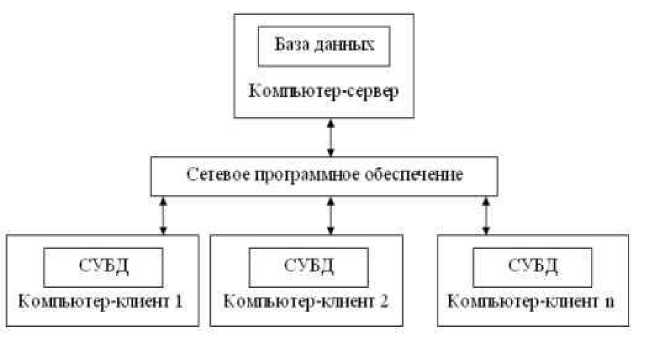 База данных
Компьютер-сервер
Сетевое программное обеспечение
СУБД
Компьютер-клиент 1
СУБД
Компьютер-клиент 2
СУБД
Компьютер-клиент n